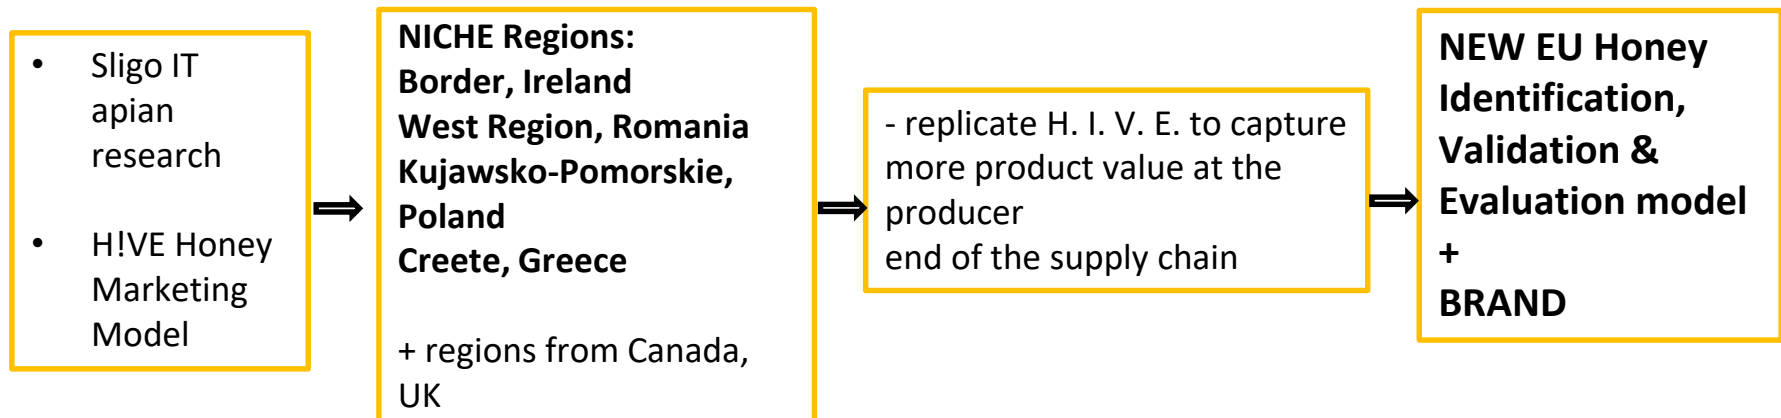 • Sligo IT
apian
research
• H!VE Honey
Marketing
Model
NICHE Regions:
Border, Ireland
West Region, Romania
Kujawsko-Pomorskie,
Poland
Creete, Greece
+ regions from Canada,
UK
- replicate H. I. V. E. to capture
more product value at the
producer
end of the supply chain
NEW EU Honey
Identification,
Validation &
Evaluation model
+
BRAND